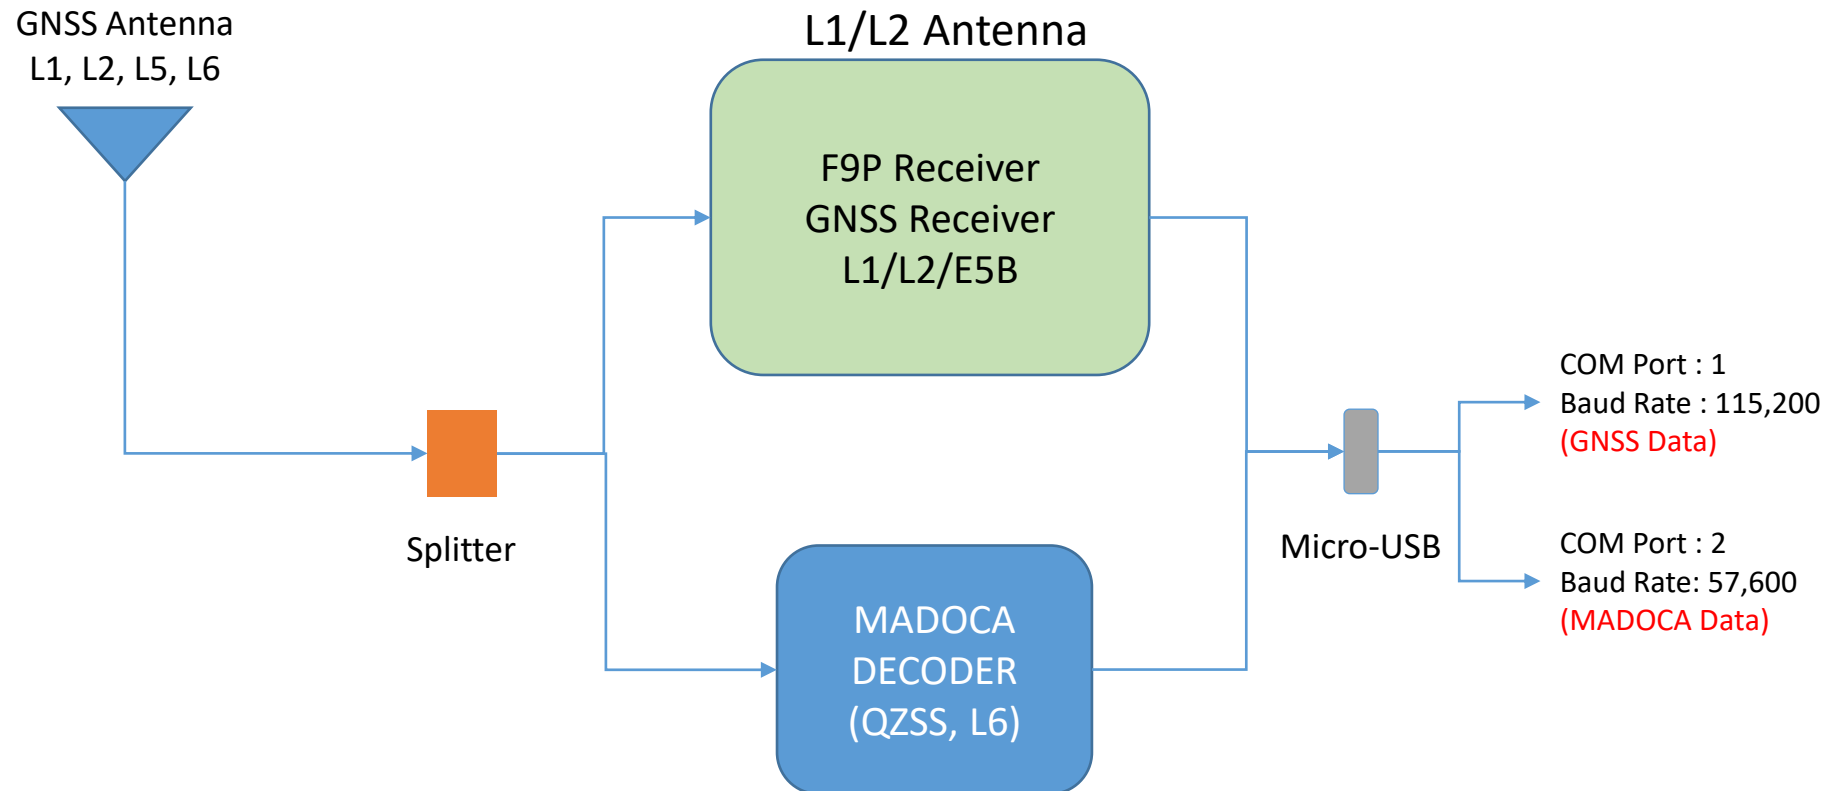 GNSS Antenna
L1, L2, L5, L6
L1/L2 Antenna
F9P Receiver
GNSS Receiver
L1/L2/E5B
Splitter
MADOCA
DECODER
(QZSS, L6)
Micro-USB
COM Port : 1
Baud Rate : 115,200
(GNSS Data)
COM Port : 2
Baud Rate: 57,600
(MADOCA Data)